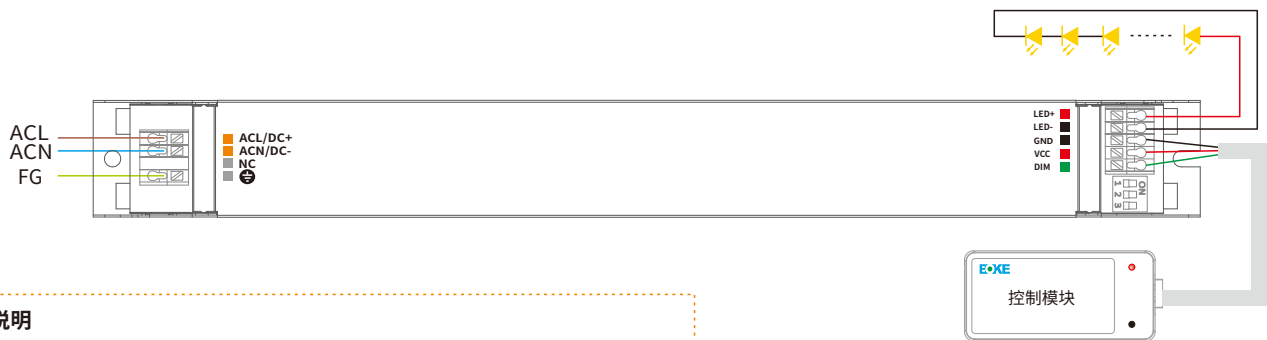 ACL
ACN
FG
ACL/DC+
ACN/DC-
NC
LED+
LED-
GND
VCC
DIM
ON
1
2
3
EOKE
控制模块
说明